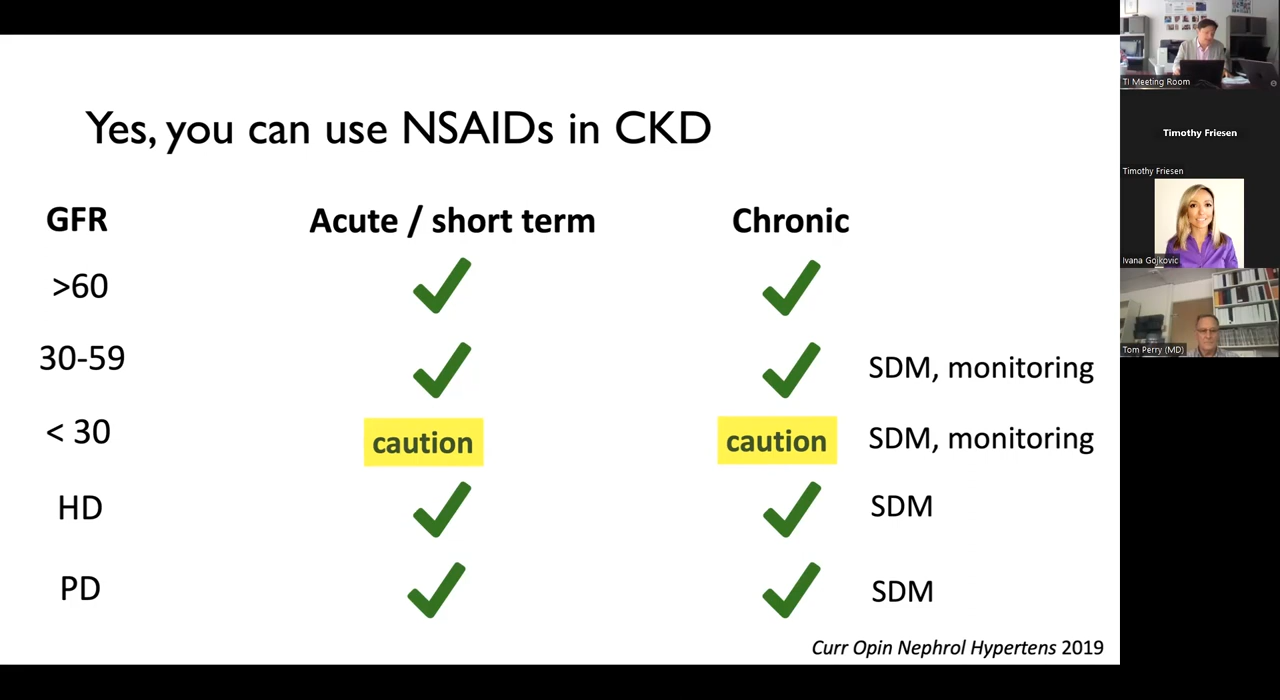 Yes, you can use NSAIDs in CKD
GFR Acute / short term Chronic
>60
30-59 SDM, monitoring
< 30 caution caution SDM, monitoring
HD SDM
PD SDM
Curr Opin Nephrol Hypertens 2019
TI Meeting Room
Timothy Friesen
Timothy Friesen
Ivana Gojkovic
Tom Perry (MD)